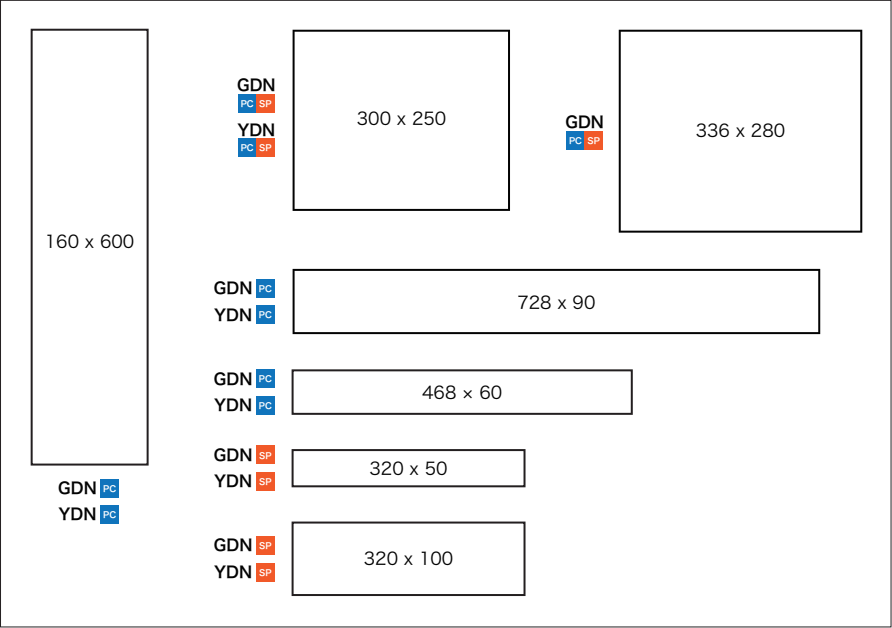 160 x 600
GDN PC
YDN PC
GDN
PC SP
YDN
PC SP
300 x 250
GDN
PC SP
336 x 280
GDN PC
YDN PC
728 x 90
GDN PC
YDN PC
468 × 60
GDN SP
YDN SP
320 x 50
GDN SP
YDN SP
320 x 100